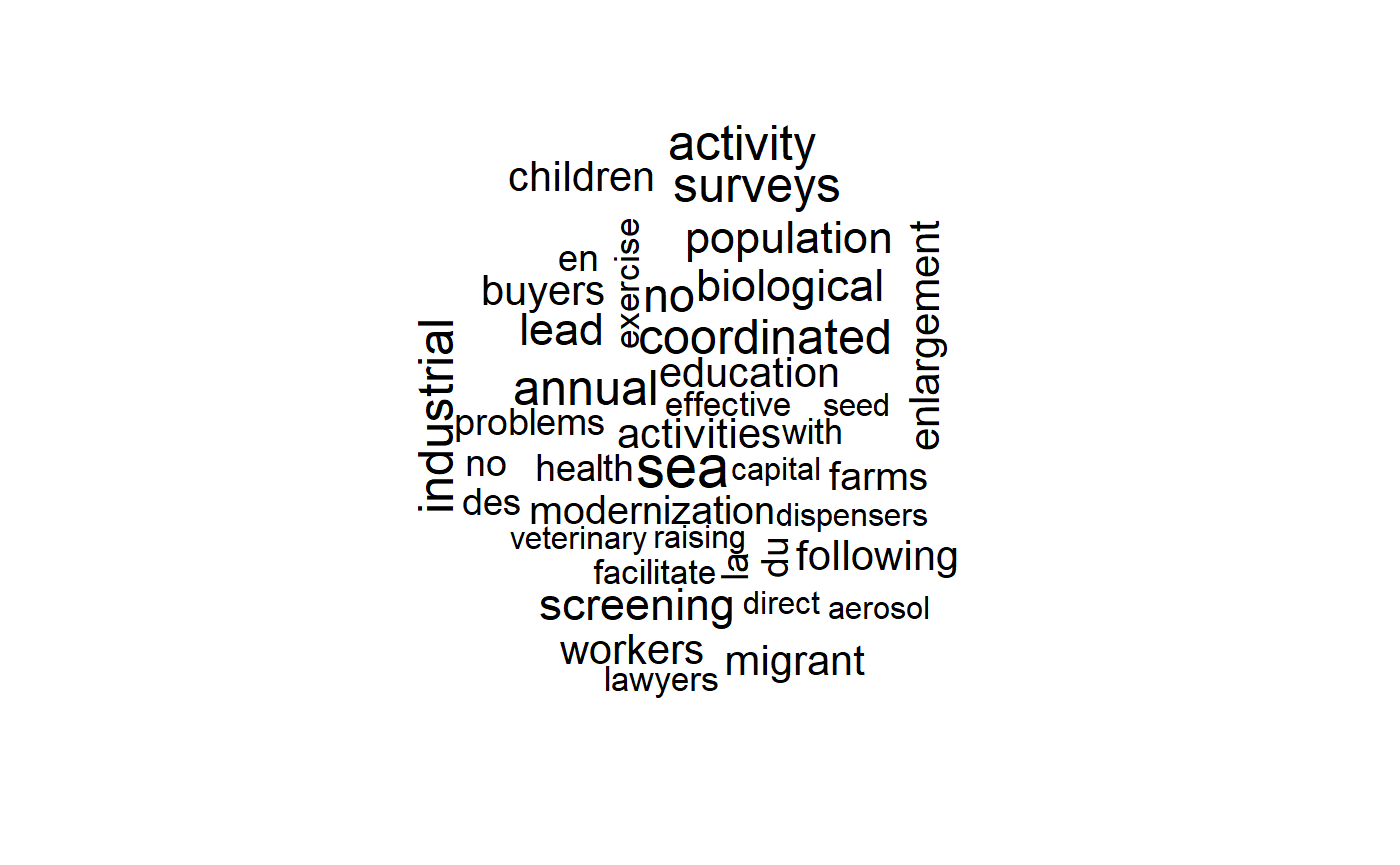 activity
children
surveys
exercise
population
enlargement
en
buyers
no
biological
lead
coordinated
industrial
annual
education
effective
seed
problems
activities
with
no
health
sea
capital
farms
des
modernization
dispensers
veterinary
raising
la
du
following
facilitate
screening
direct
aerosol
workers
migrant
lawyers